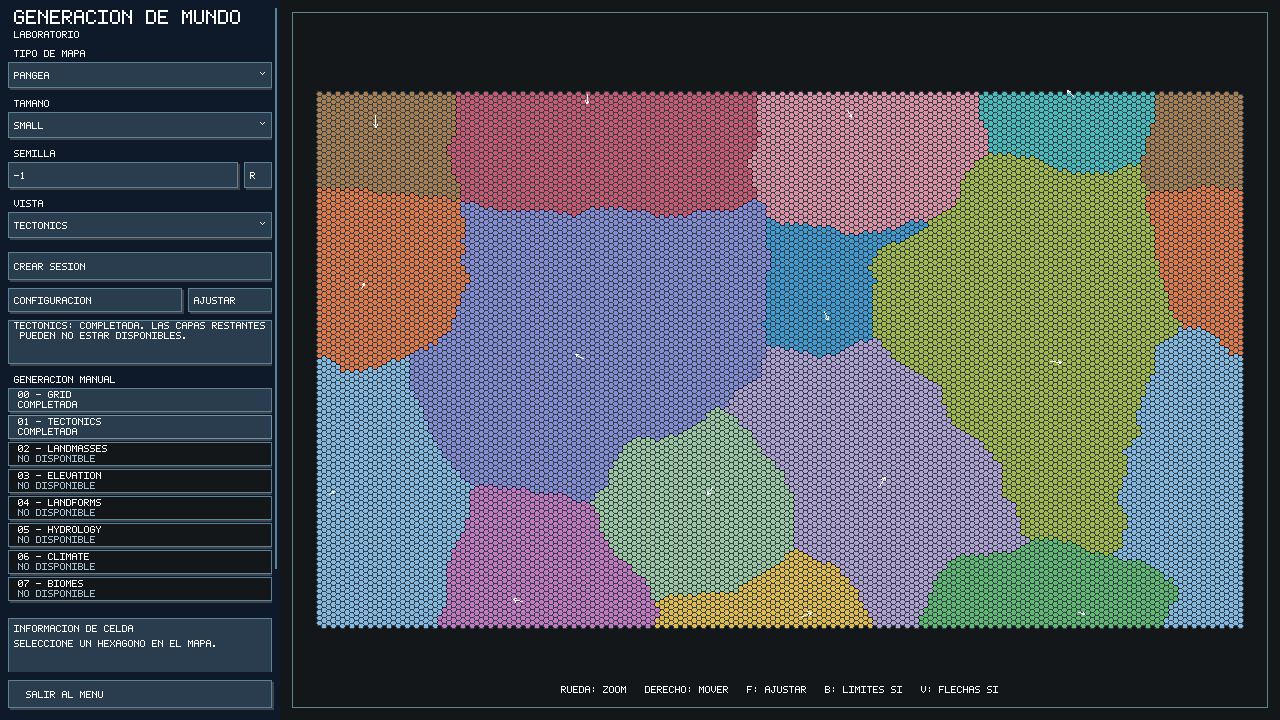 GENERACION DE MUNDO
LABORATORIO
TIPO DE MAPA
PANGEA
TAMANO
SMALL
SEMILLA
-1
R
VISTA
TECTONICS
CREAR SESION
CONFIGURACION
AJUSTAR
TECTONICS: COMPLETADA. LAS CAPAS RESTANTES
PUEDEN NO ESTAR DISPONIBLES.
GENERACION MANUAL
00 - GRID
COMPLETADA
01 - TECTONICS
COMPLETADA
02 - LANDMASSES
NO DISPONIBLE
03 - ELEVATION
NO DISPONIBLE
04 - LANDFORMS
NO DISPONIBLE
05 - HYDROLOGY
NO DISPONIBLE
06 - CLIMATE
NO DISPONIBLE
07 - BIOMES
NO DISPONIBLE
INFORMACION DE CELDA
SELECCIONE UN HEXAGONO EN EL MAPA.
SALIR AL MENU
RUEDA: ZOOM   DERECHO: MOVER   F: AJUSTAR   B: LIMITES SI   V: FLECHAS SI